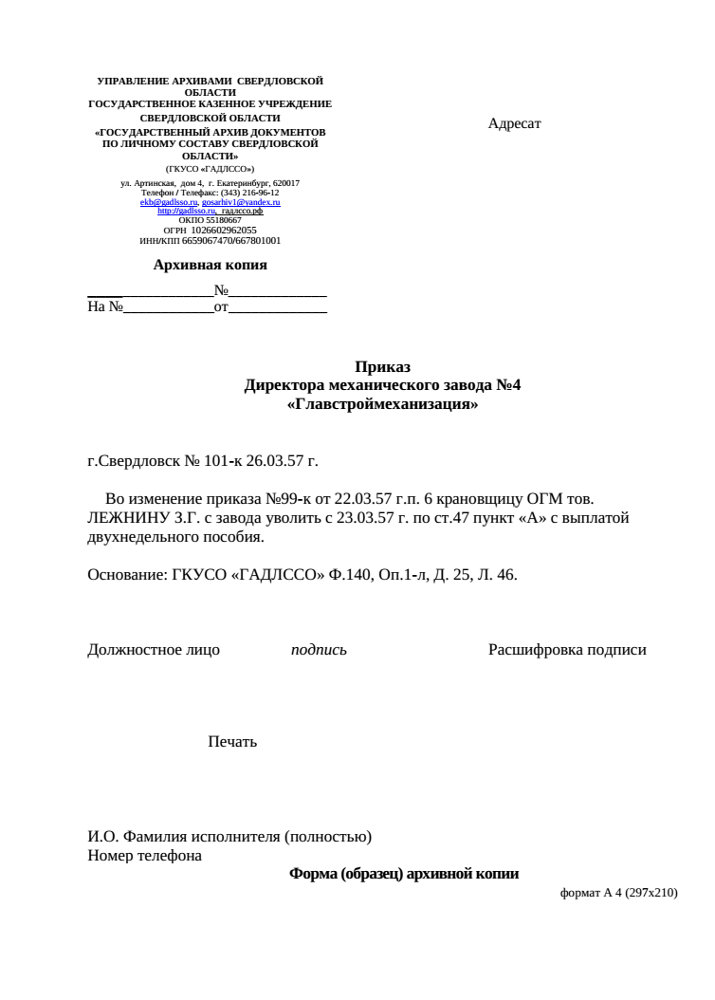 УПРАВЛЕНИЕ АРХИВАМИ СВЕРДЛОВСКОЙ
ОБЛАСТИ
ГОСУДАРСТВЕННОЕ КАЗЕННОЕ УЧРЕЖДЕНИЕ
СВЕРДЛОВСКОЙ ОБЛАСТИ
«ГОСУДАРСТВЕННЫЙ АРХИВ ДОКУМЕНТОВ
ПО ЛИЧНОМУ СОСТАВУ СВЕРДЛОВСКОЙ
ОБЛАСТИ»
(ГКУСО «ГАДЛССО»)
ул. Артинская, дом 4, г. Екатеринбург, 620017
Телефон / Телефакс: (343) 216-96-12
ekb@gadlsso.ru, gosarhiv1@yandex.ru
http://gadlsso.ru, гадлссо.рф
ОКПО 55180667
ОГРН 1026602962055
ИНН/КПП 6659067470/667801001
Адресат
Архивная копия
_________________№_____________
На №____________от_____________
Приказ
Директора механического завода №4
«Главстроймеханизация»
г.Свердловск № 101-к 26.03.57 г.
Во изменение приказа №99-к от 22.03.57 г.п. 6 крановщицу ОГМ тов.
ЛЕЖНИНУ З.Г. с завода уволить с 23.03.57 г. по ст.47 пункт «А» с выплатой
двухнедельного пособия.
Основание: ГКУСО «ГАДЛССО» Ф.140, Оп.1-л, Д. 25, Л. 46.
Должностное лицо подпись Расшифровка подписи
Печать
И.О. Фамилия исполнителя (полностью)
Номер телефона
Форма (образец) архивной копии
формат А 4 (297х210)